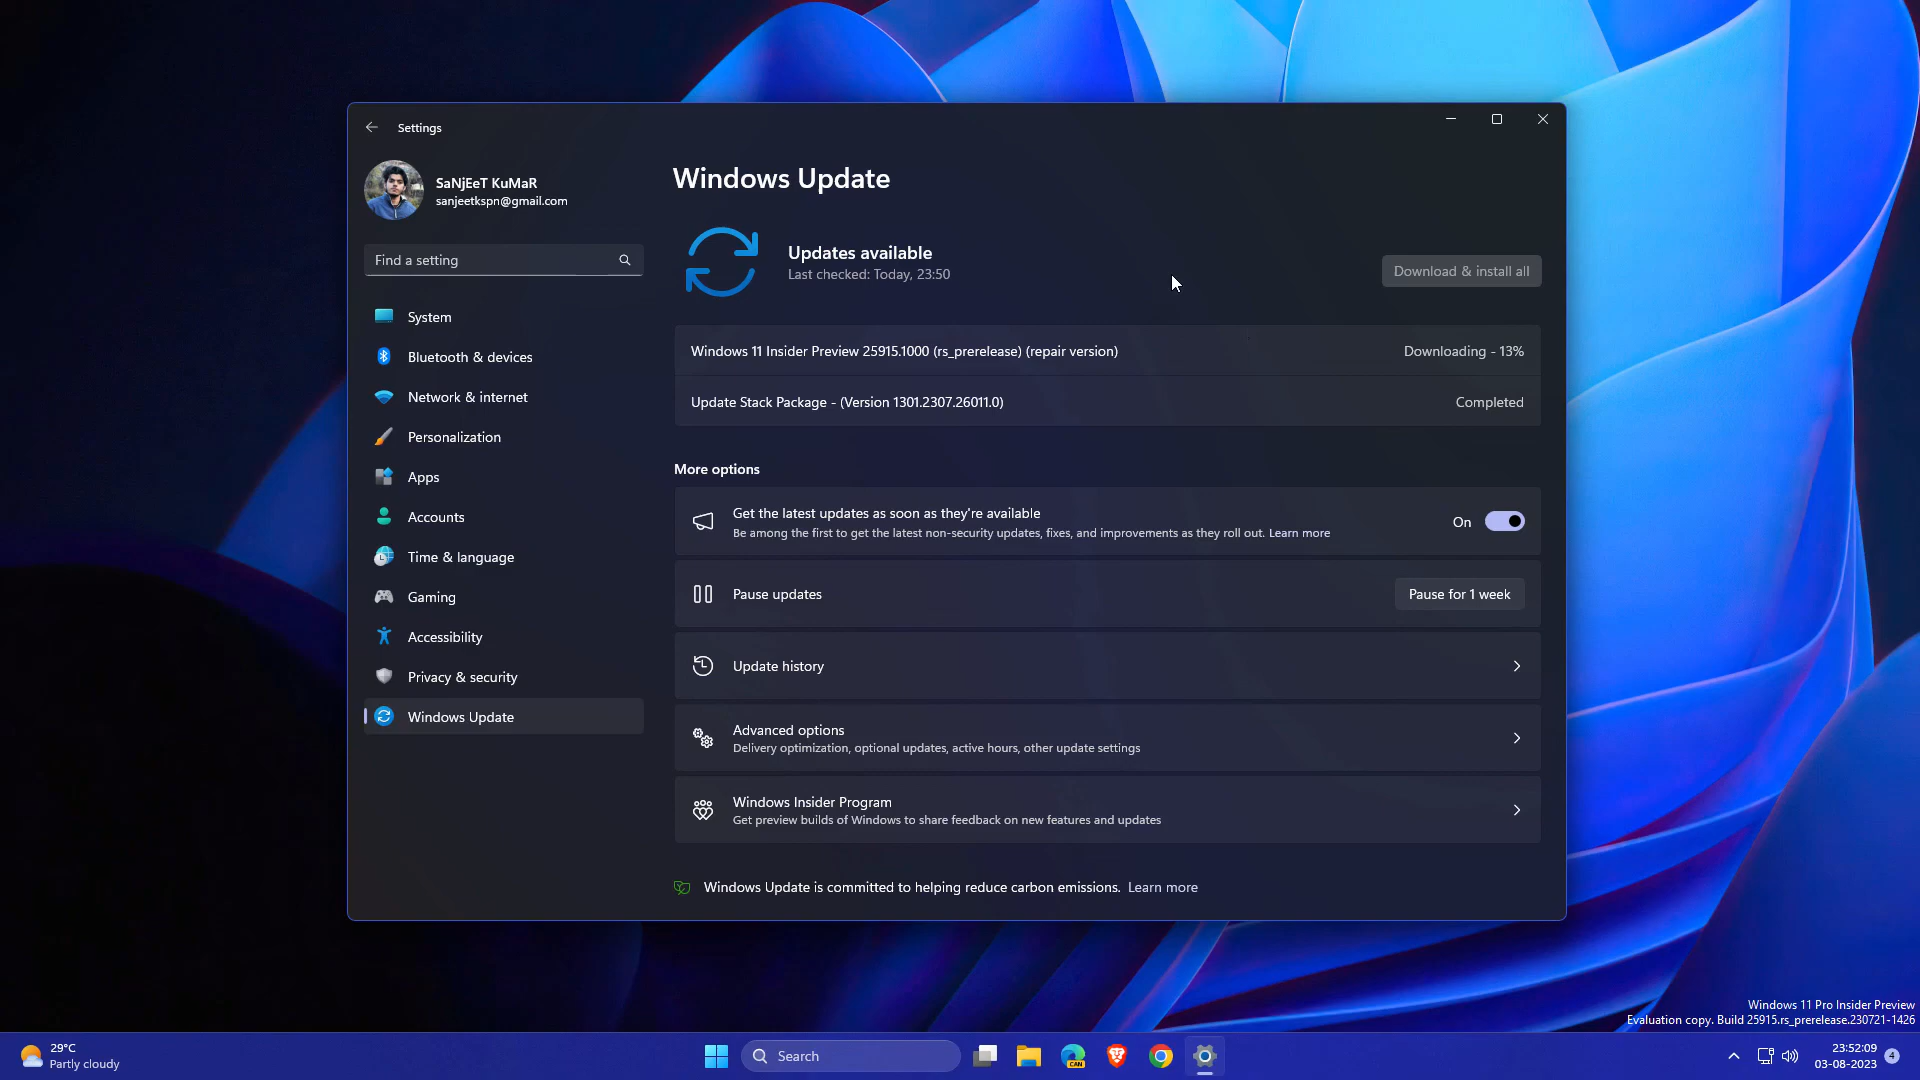 Settings
SaNjEeT KuMaR
sanjeetkspn@gmail.com
Find a setting
System
Bluetooth & devices
Network & internet
Personalization
Apps
Accounts
Time & language
Gaming
Accessibility
Privacy & security
Windows Update
Windows Update
Updates available
Last checked: Today, 23:50
Download & install all
Windows 11 Insider Preview 25915.1000 (rs_prerelease) (repair version)
Downloading - 13%
Update Stack Package - (Version 1301.2307.26011.0)
Completed
More options
Get the latest updates as soon as they're available
Be among the first to get the latest non-security updates, fixes, and improvements as they roll out. Learn more
On
Pause updates
Pause for 1 week
Update history
Advanced options
Delivery optimization, optional updates, active hours, other update settings
Windows Insider Program
Get preview builds of Windows to share feedback on new features and updates
Windows Update is committed to helping reduce carbon emissions. Learn more
Windows 11 Pro Insider Preview
Evaluation copy. Build 25915.rs_prerelease.230721-1426
29°C
Partly cloudy
Search
CAN
23:52:09
03-08-2023
4